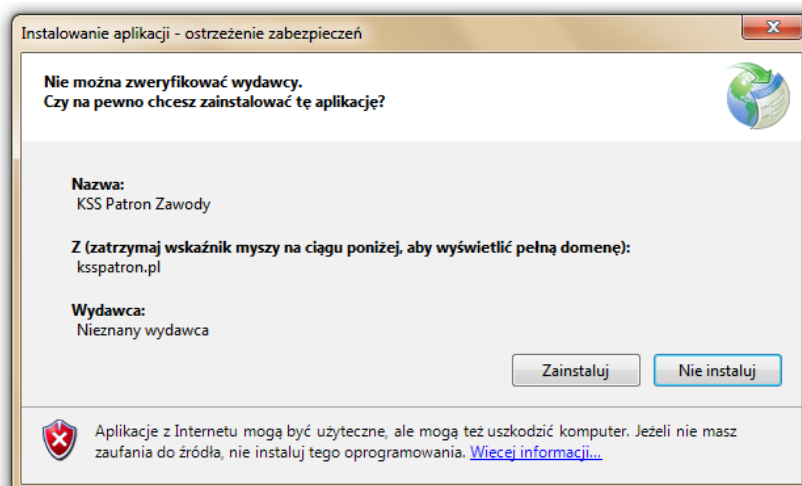 Instalowanie aplikacji - ostrzeżenie zabezpieczeń
Nie można zweryfikować wydawcy.
Czy na pewno chcesz zainstalować tę aplikację?
Nazwa:
KSS Patron Zawody
Z (zatrzymaj wskaźnik myszy na ciągu poniżej, aby wyświetlić pełną domenę):
ksspatron.pl
Wydawca:
Nieznany wydawca
Zainstaluj
Nie instaluj
Aplikacje z Internetu mogą być użyteczne, ale mogą też uszkodzić komputer. Jeżeli nie masz
zaufania do źródła, nie instaluj tego oprogramowania. Więcej informacji...